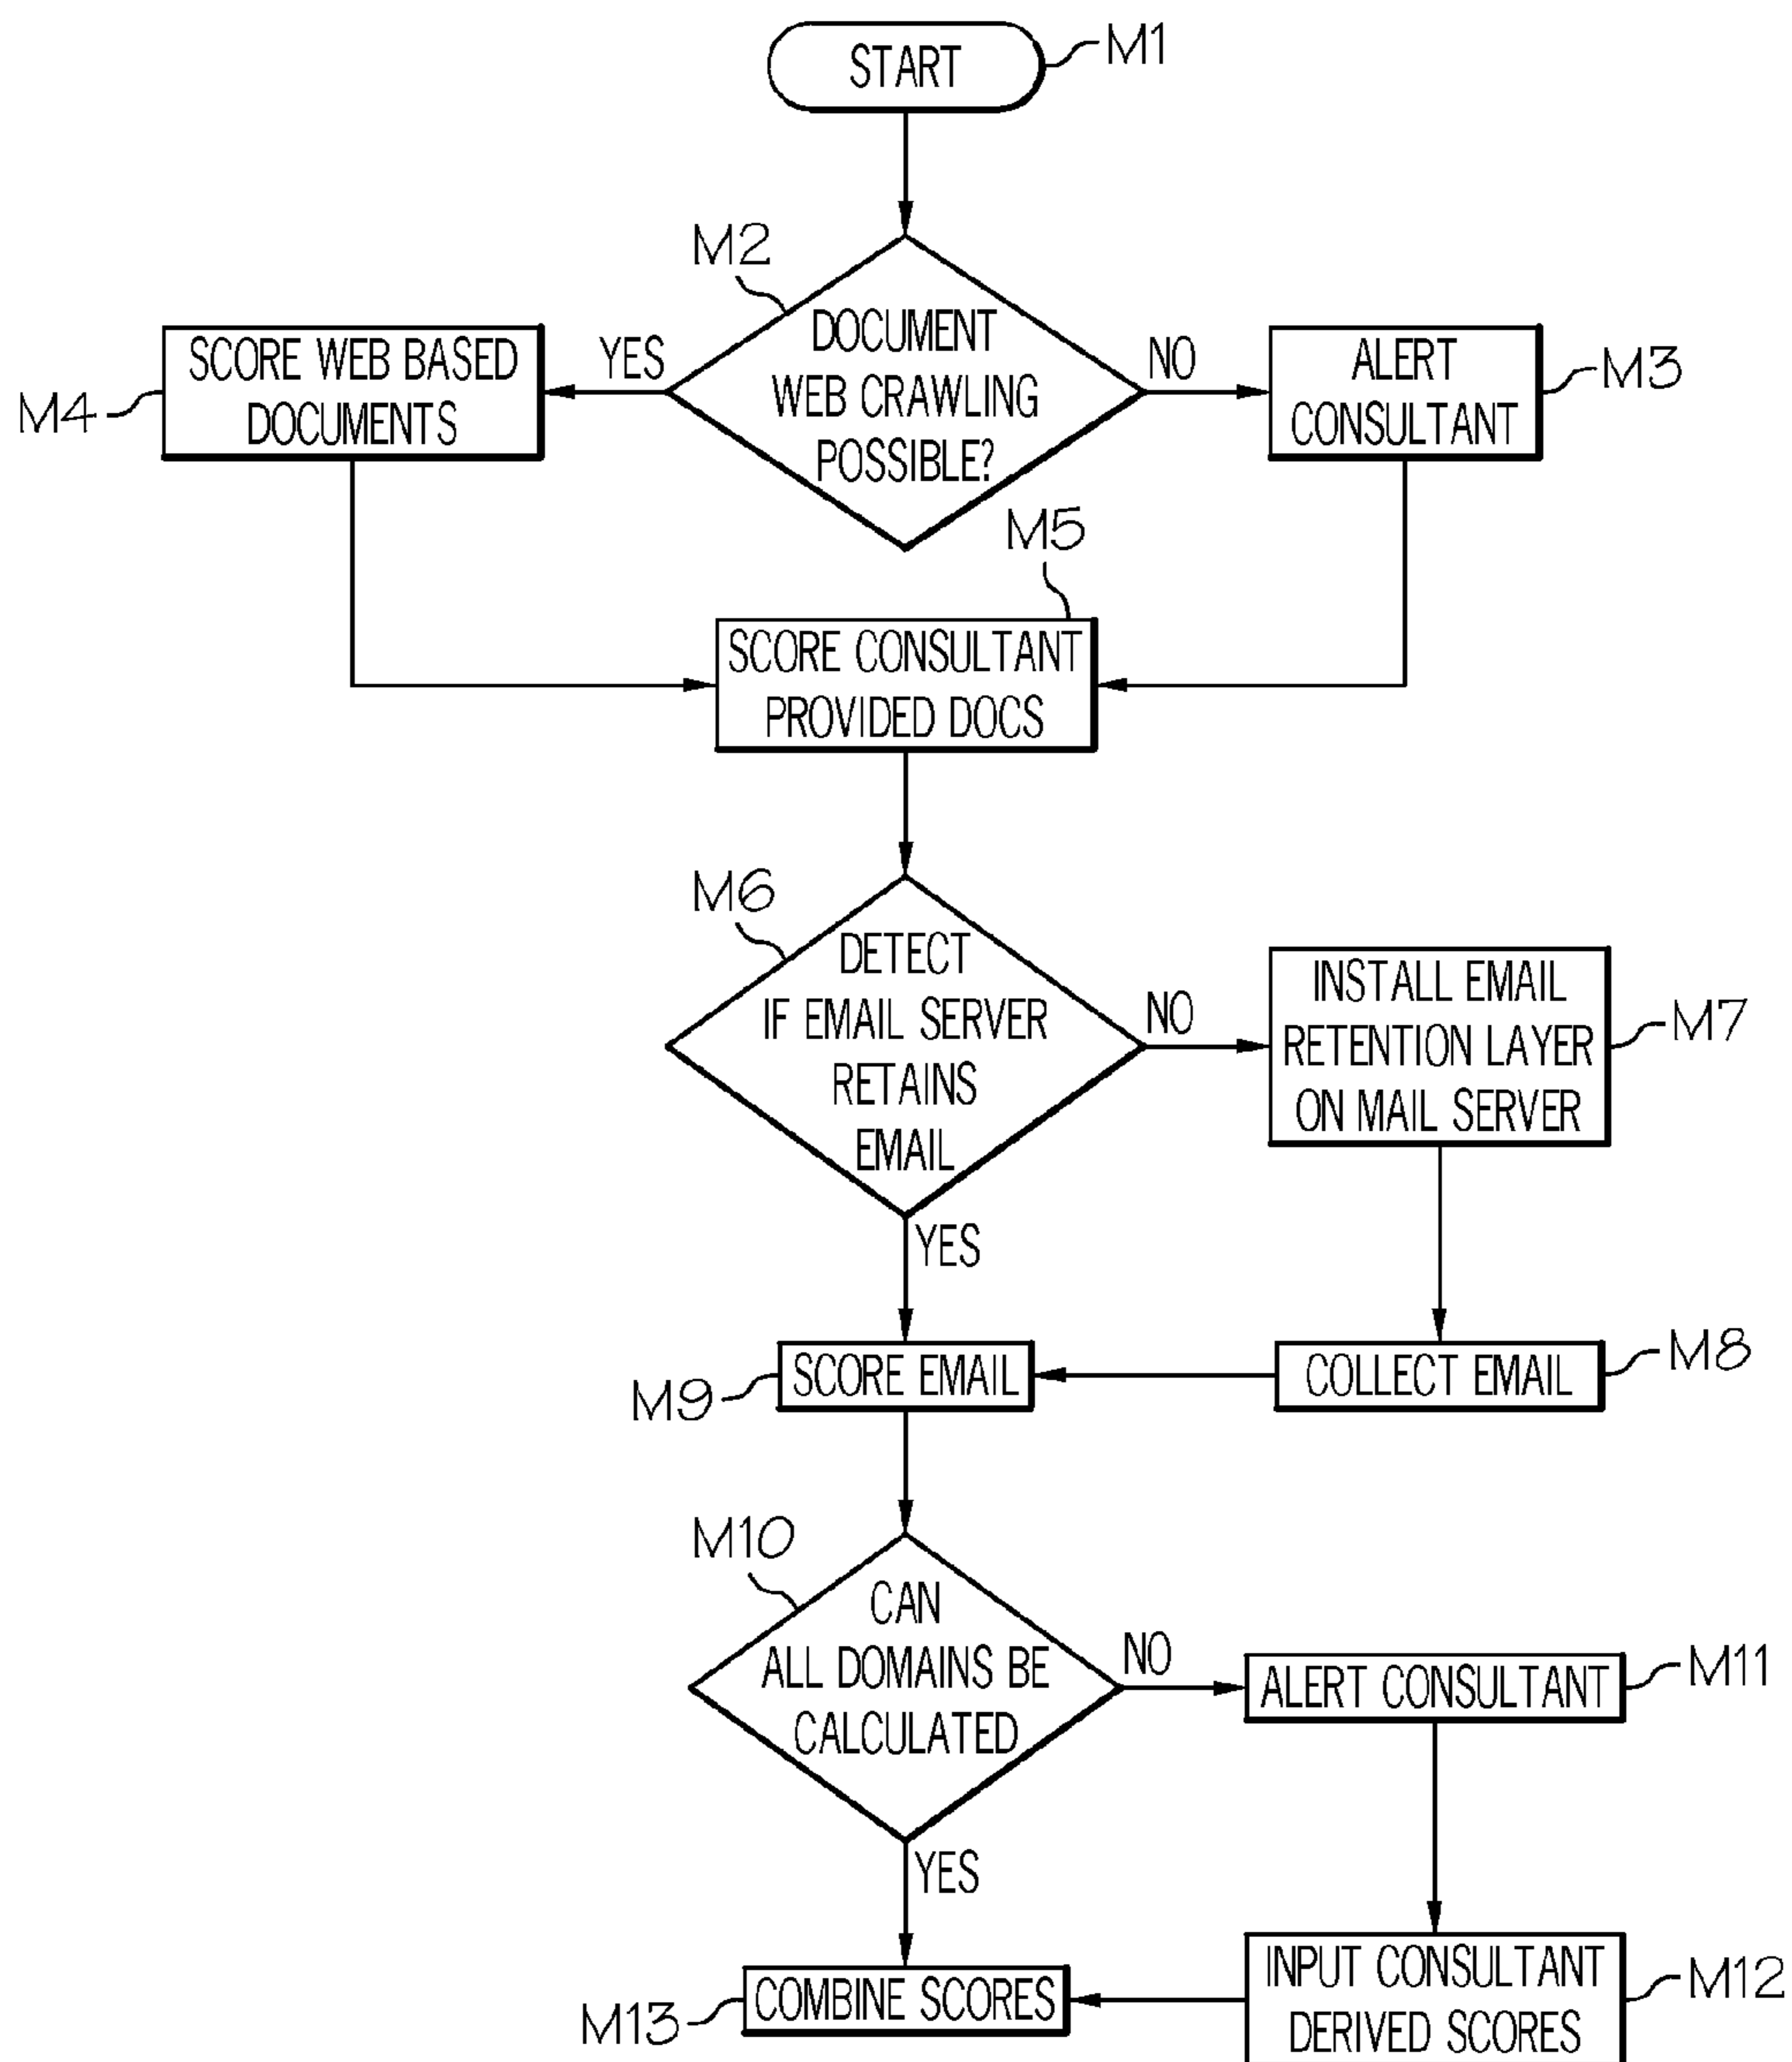 START
M1
M2
DOCUMENT
WEB CRAWLING
POSSIBLE?
YES
NO
SCORE WEB BASED
DOCUMENTS
M4
ALERT
CONSULTANT
M3
M5
SCORE CONSULTANT
PROVIDED DOCS
M6
DETECT
IF EMAIL SERVER
RETAINS
EMAIL
NO
INSTALL EMAIL
RETENTION LAYER
ON MAIL SERVER
M7
YES
SCORE EMAIL
M9
COLLECT EMAIL
M8
M10
CAN
ALL DOMAINS BE
CALCULATED
NO
ALERT CONSULTANT
M11
YES
COMBINE SCORES
M13
INPUT CONSULTANT
DERIVED SCORES
M12